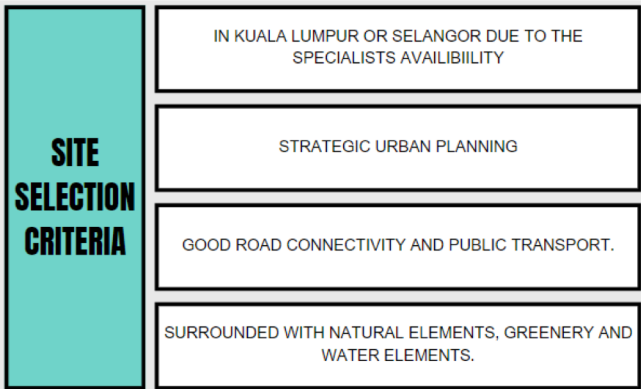 SITE
SELECTION
CRITERIA
IN KUALA LUMPUR OR SELANGOR DUE TO THE
SPECIALISTS AVAILIBIILITY
STRATEGIC URBAN PLANNING
GOOD ROAD CONNECTIVITY AND PUBLIC TRANSPORT.
SURROUNDED WITH NATURAL ELEMENTS, GREENERY AND
WATER ELEMENTS.